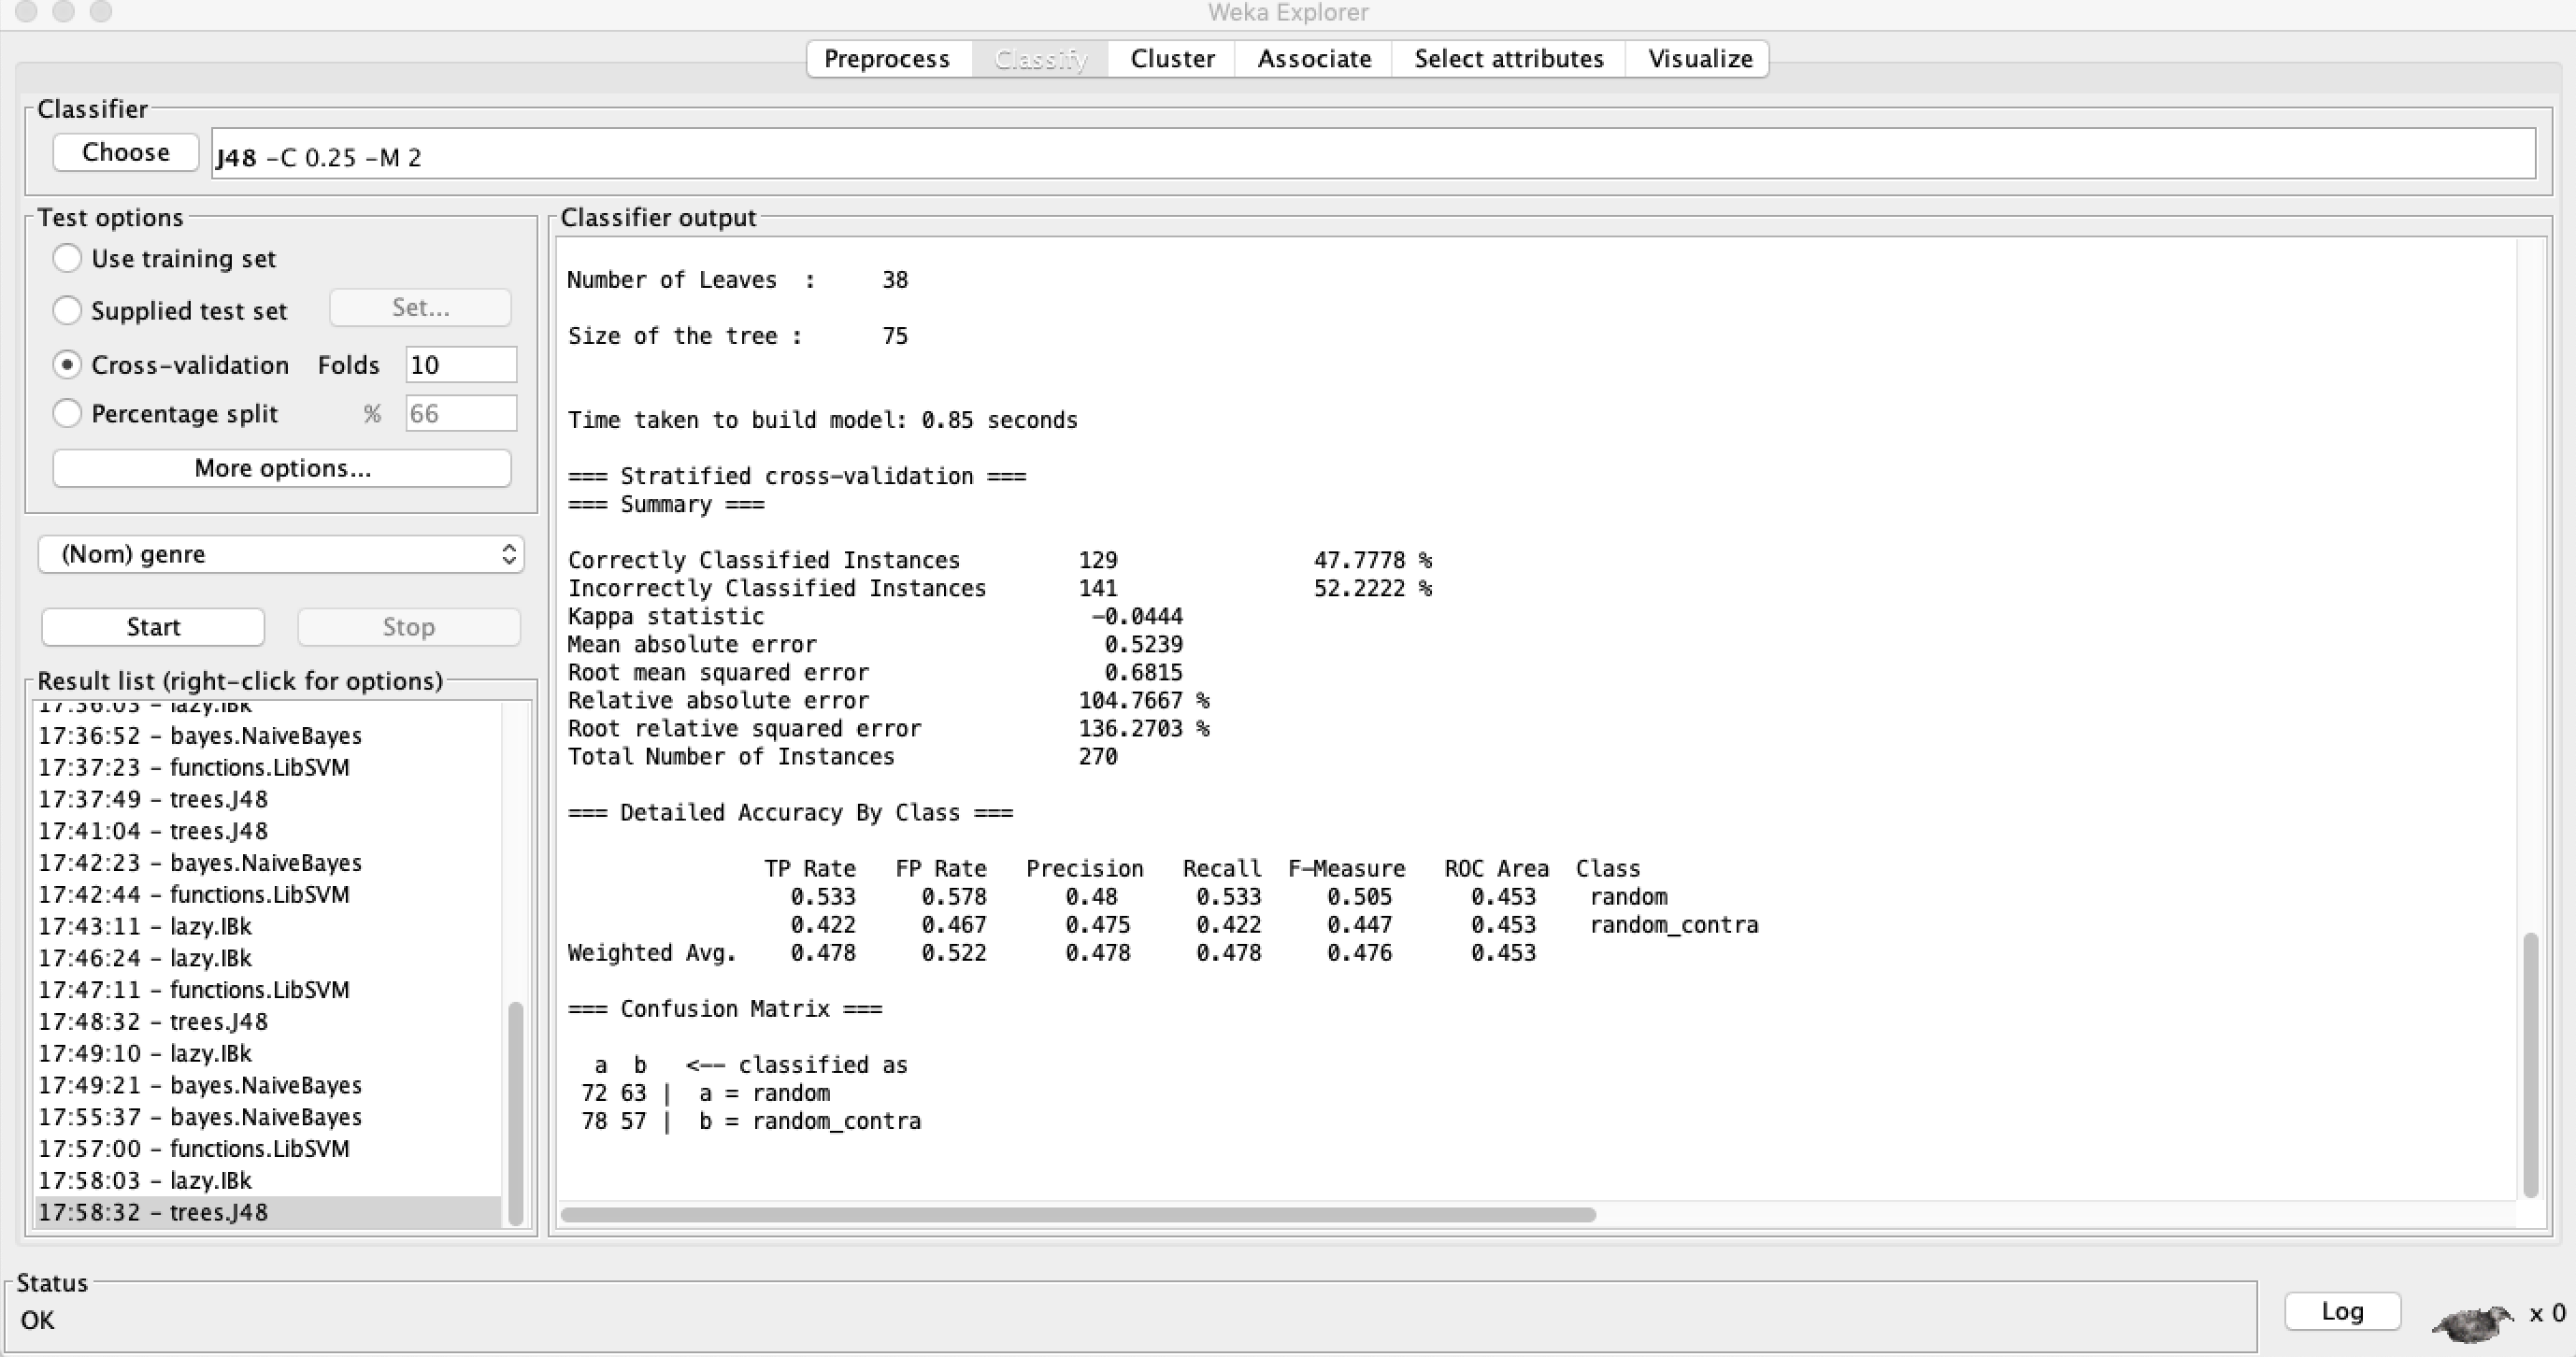 Weka Explorer
Preprocess Classify Cluster Associate Select attributes Visualize
Classifier
Choose J48 -C 0.25 -M 2
Test options
Use training set
Supplied test set Set...
Cross-validation Folds 10
Percentage split % 66
More options...
(Nom) genre
Start Stop
Result list (right-click for options)
17:36:03 - lazy.IBk
17:36:52 - bayes.NaiveBayes
17:37:23 - functions.LibSVM
17:37:49 - trees.J48
17:41:04 - trees.J48
17:42:23 - bayes.NaiveBayes
17:42:44 - functions.LibSVM
17:43:11 - lazy.IBk
17:46:24 - lazy.IBk
17:47:11 - functions.LibSVM
17:48:32 - trees.J48
17:49:10 - lazy.IBk
17:49:21 - bayes.NaiveBayes
17:55:37 - bayes.NaiveBayes
17:57:00 - functions.LibSVM
17:58:03 - lazy.IBk
17:58:32 - trees.J48
Classifier output
Number of Leaves : 38
Size of the tree : 75
Time taken to build model: 0.85 seconds
=== Stratified cross-validation ===
=== Summary ===
Correctly Classified Instances 129 47.7778 %
Incorrectly Classified Instances 141 52.2222 %
Kappa statistic -0.0444
Mean absolute error 0.5239
Root mean squared error 0.6815
Relative absolute error 104.7667 %
Root relative squared error 136.2703 %
Total Number of Instances 270
=== Detailed Accuracy By Class ===
TP Rate FP Rate Precision Recall F-Measure ROC Area Class
0.533 0.578 0.48 0.533 0.505 0.453 random
0.422 0.467 0.475 0.422 0.447 0.453 random_contra
Weighted Avg. 0.478 0.522 0.478 0.478 0.476 0.453
=== Confusion Matrix ===
a b <-- classified as
72 63 | a = random
78 57 | b = random_contra
Status
OK
Log
x 0